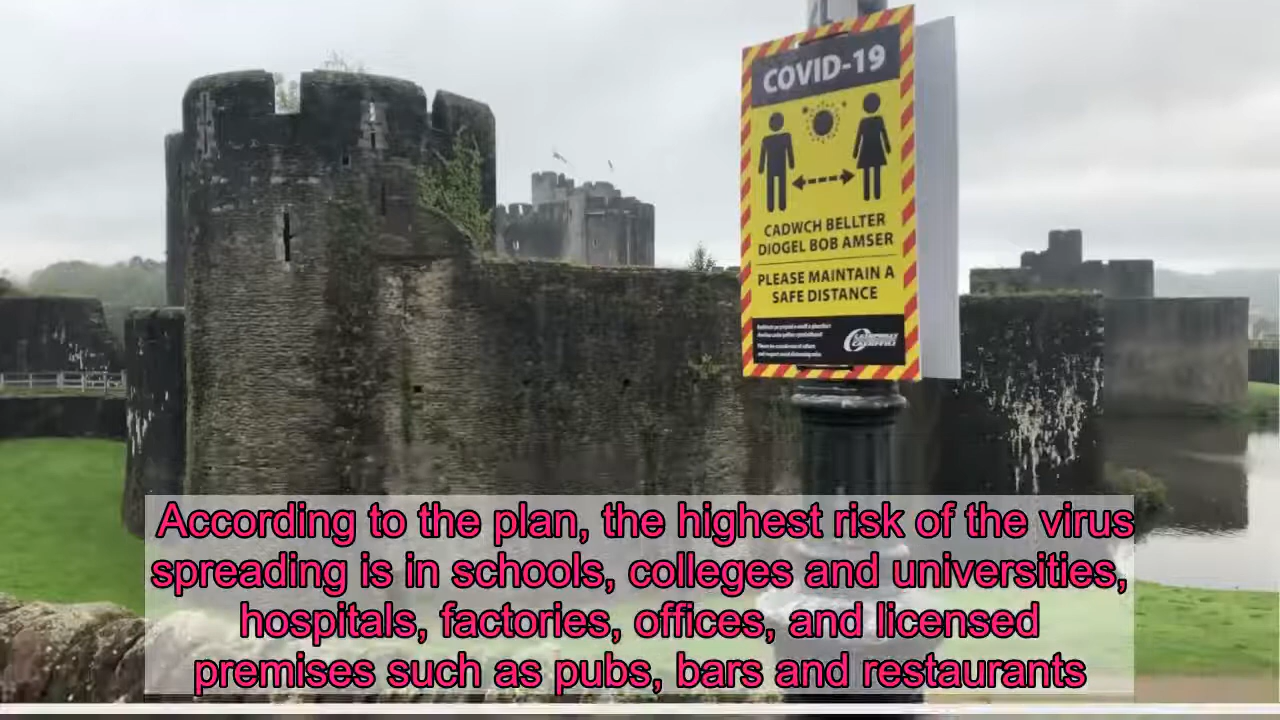 COVID-19
CADWCH BELLTER
DIOGEL BOB AMSER
PLEASE MAINTAIN A
SAFE DISTANCE
CAERPHILLY
CAERFFILI
According to the plan, the highest risk of the virus
spreading is in schools, colleges and universities,
hospitals, factories, offices, and licensed
premises such as pubs, bars and restaurants